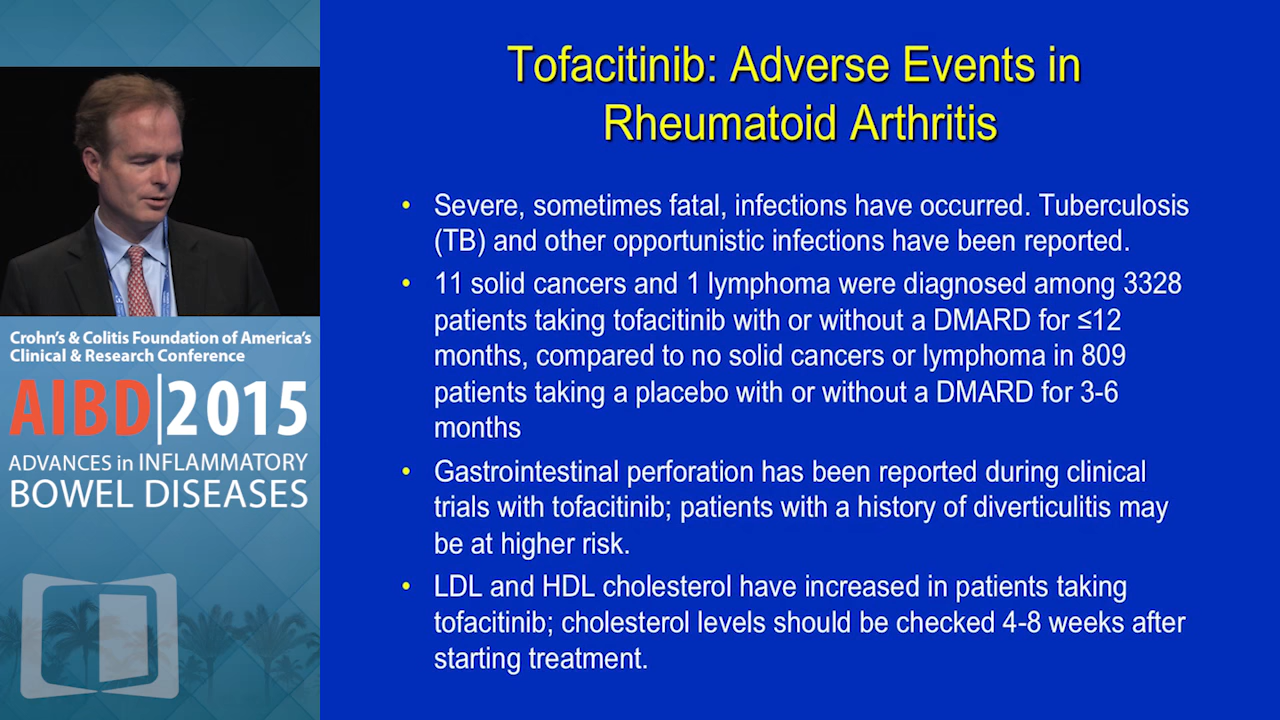 Tofacitinib: Adverse Events in
Rheumatoid Arthritis
• Severe, sometimes fatal, infections have occurred. Tuberculosis
(TB) and other opportunistic infections have been reported.
• 11 solid cancers and 1 lymphoma were diagnosed among 3328
patients taking tofacitinib with or without a DMARD for ≤12
months, compared to no solid cancers or lymphoma in 809
patients taking a placebo with or without a DMARD for 3-6
months
• Gastrointestinal perforation has been reported during clinical
trials with tofacitinib; patients with a history of diverticulitis may
be at higher risk.
• LDL and HDL cholesterol have increased in patients taking
tofacitinib; cholesterol levels should be checked 4-8 weeks after
starting treatment.
Crohn's & Colitis Foundation of America's
Clinical & Research Conference
AIBD|2015
ADVANCES in INFLAMMATORY
BOWEL DISEASES